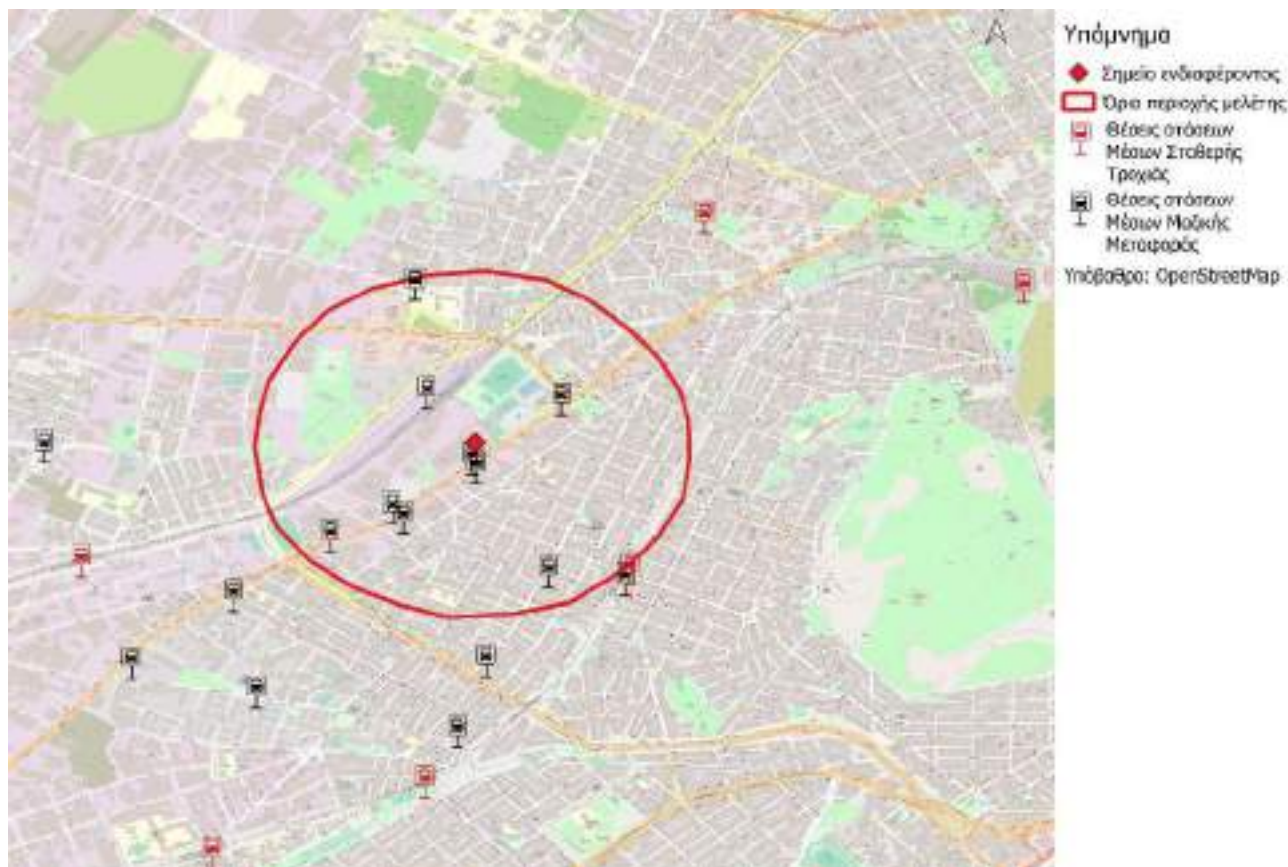 Υπόμνημα
Σημείο ενδιαφέροντος
Όρια περιοχής μελέτης
Θέσεις στάσεων
Μέσων Σταθερής
Τροχιάς
Θέσεις στάσεων
Μέσων Μαζικής
Μεταφοράς
Υπόβαθρο: OpenStreetMap